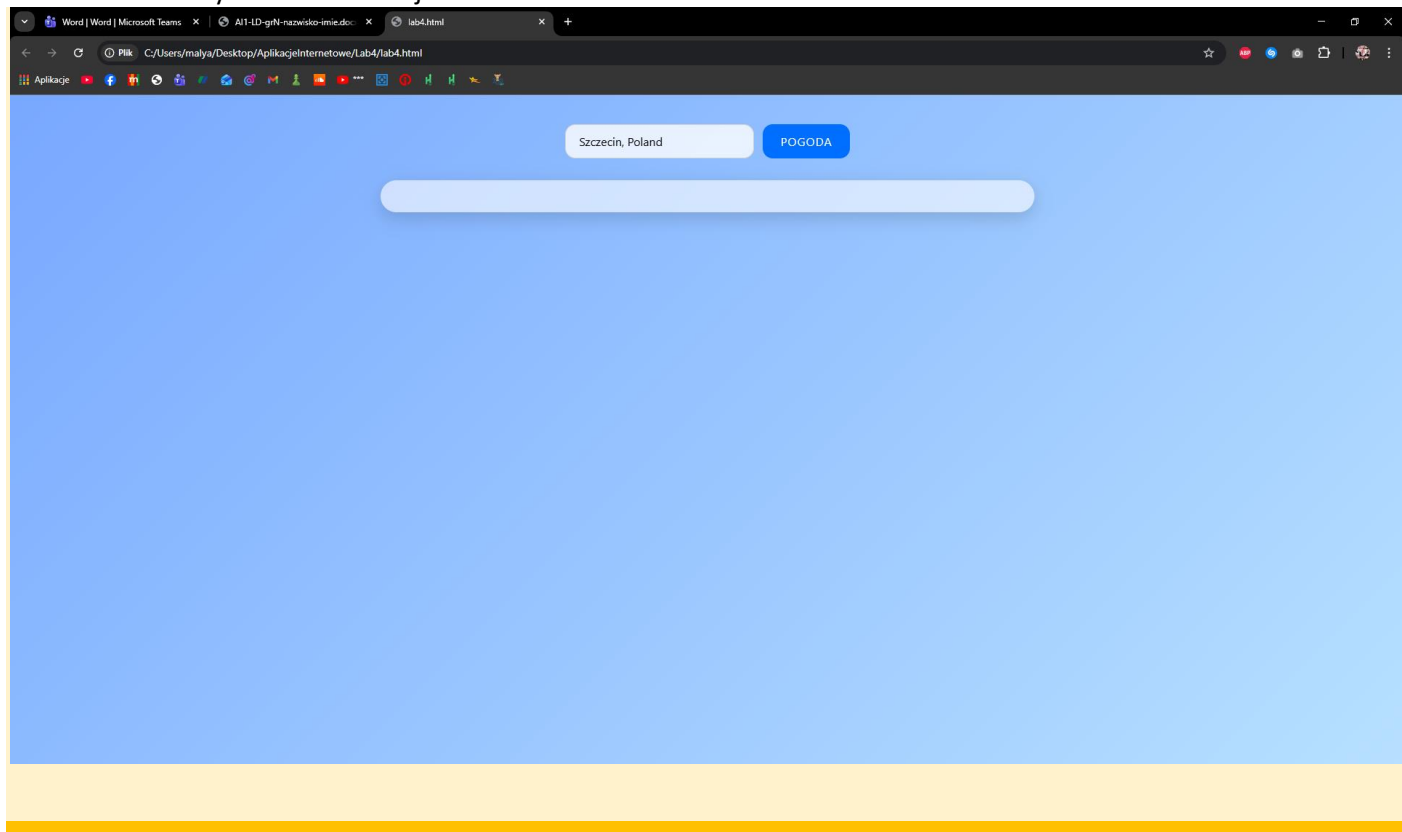 Word | Word | Microsoft Teams
AI1-LD-grN-nazwisko-imie.doc
lab4.html
Plik
C:/Users/malya/Desktop/AplikacjeInternetowe/Lab4/lab4.html
ABP
Aplikacje
***
Szczecin, Poland
POGODA